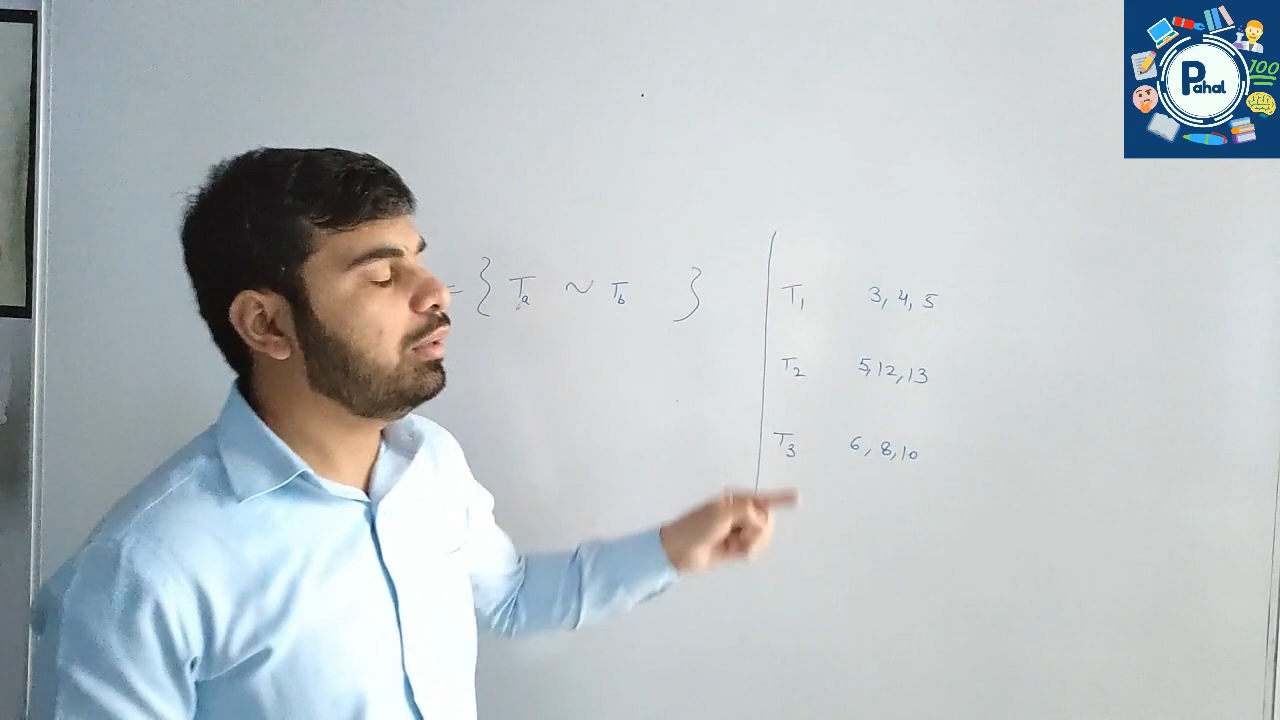 Pahal
100
= { Ta ~ Tb }
T1 3, 4, 5
T2 5,12,13
T3 6, 8,10